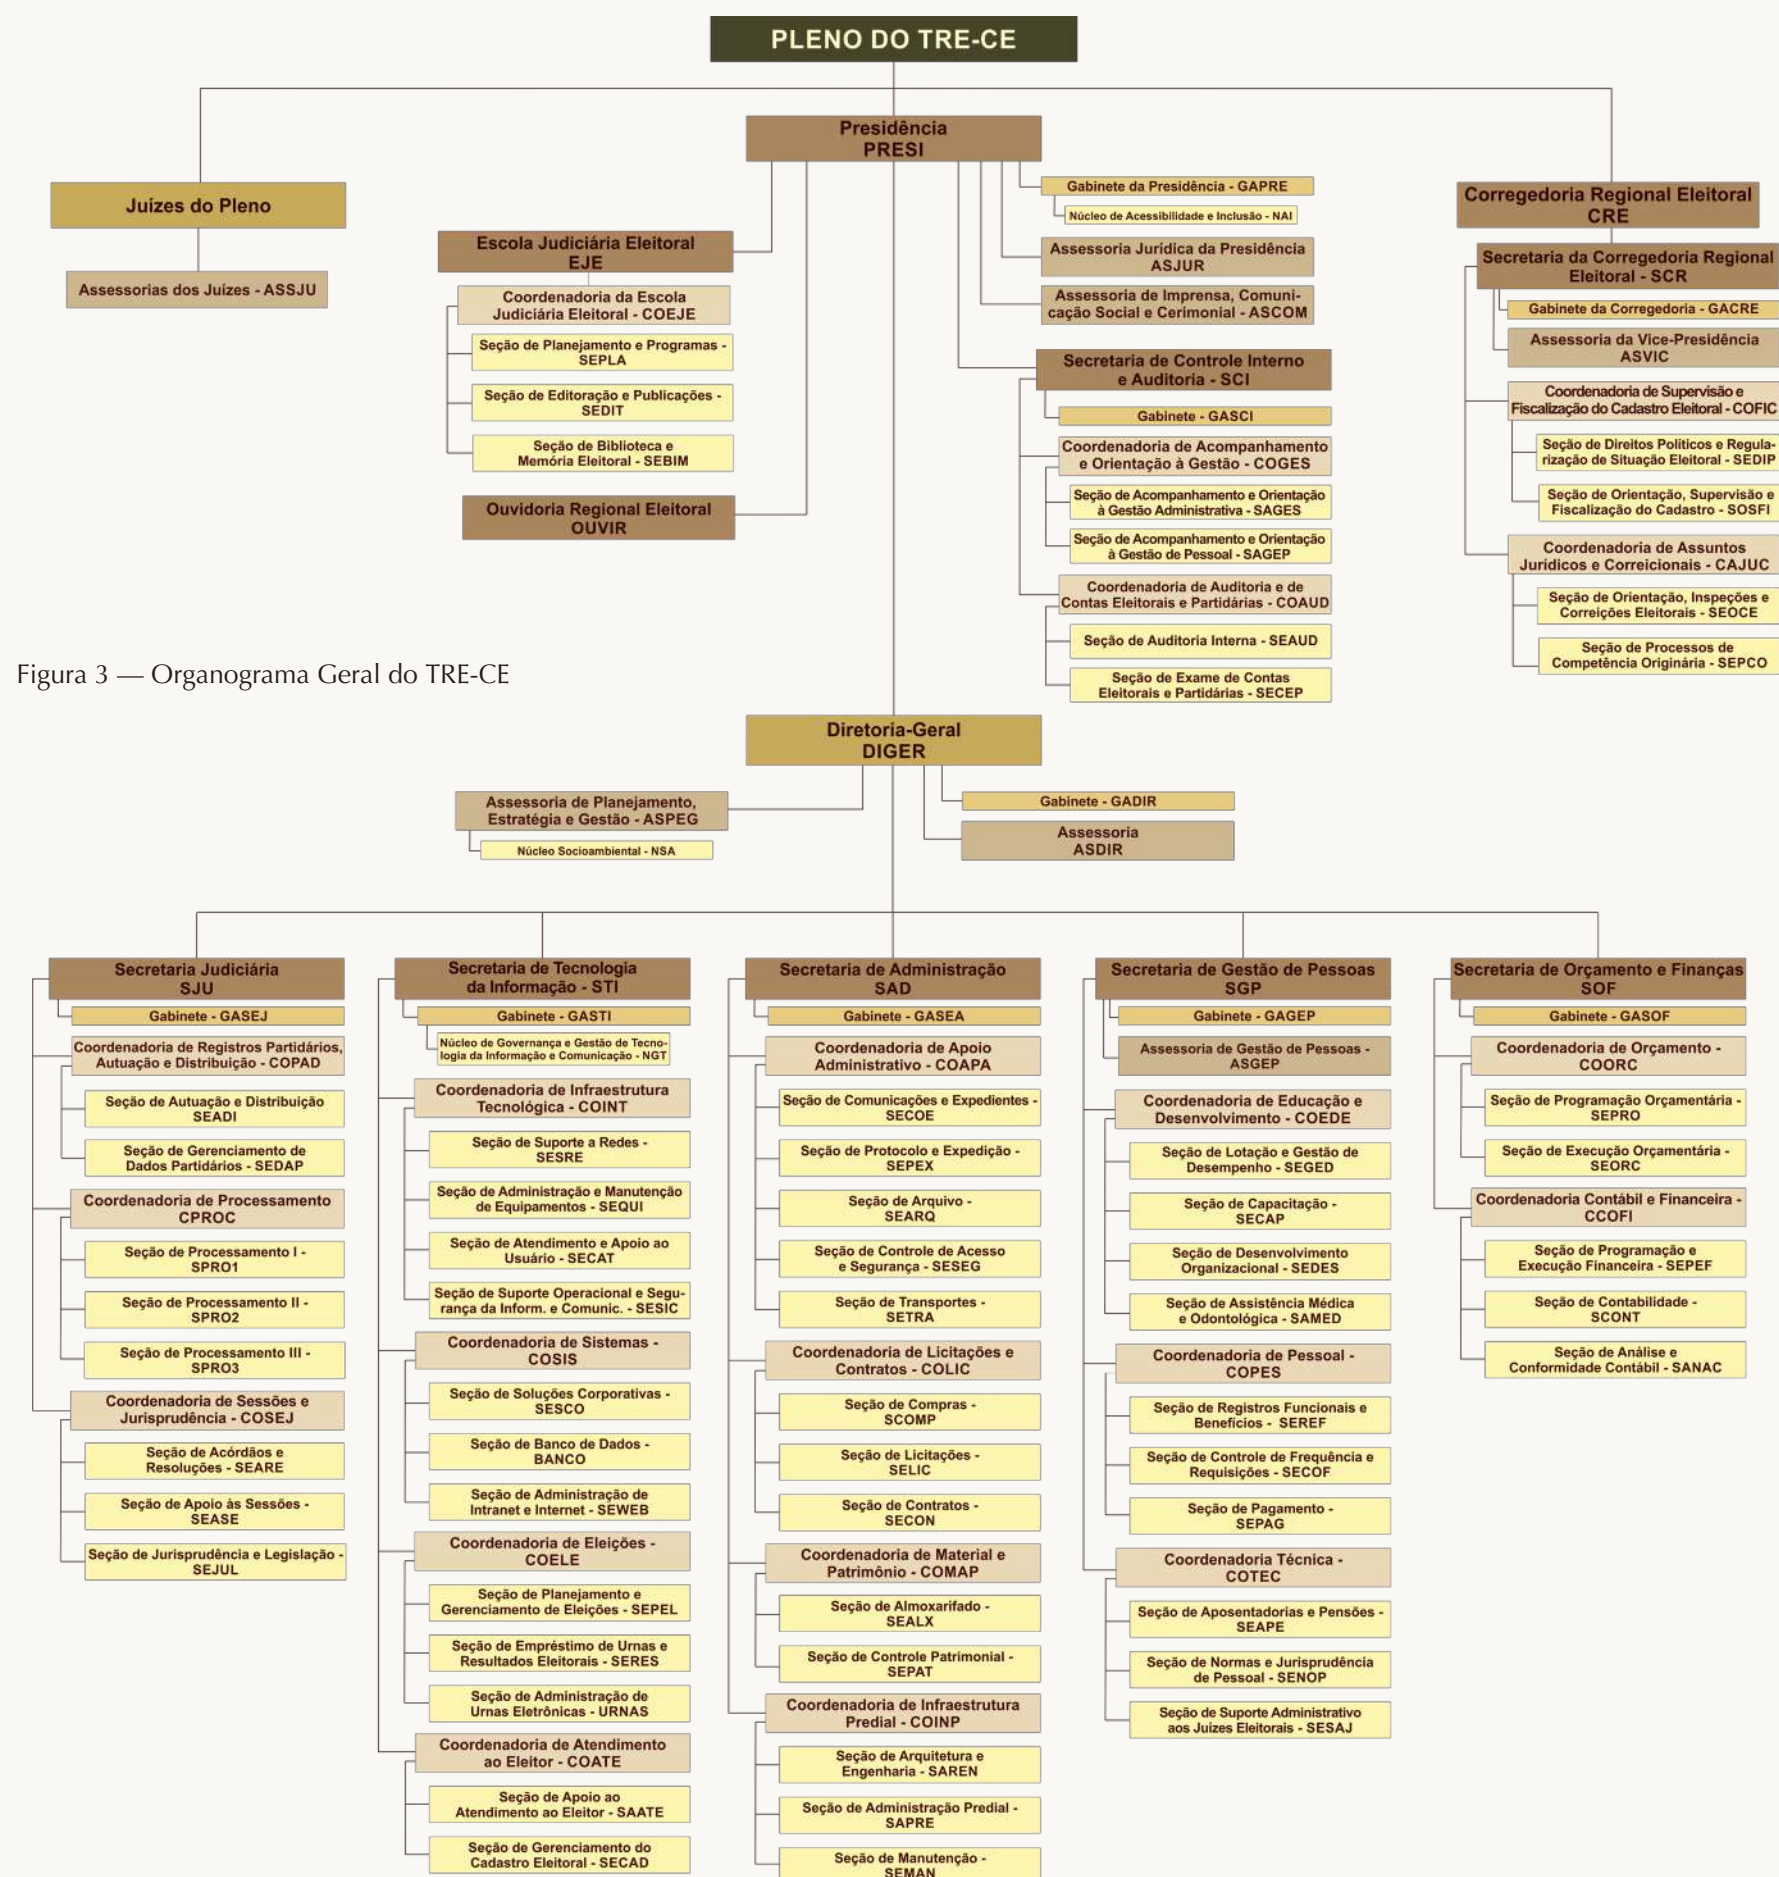 PLENO DO TRE-CE
Presidência
PRESI
Juízes do Pleno
Assessorias dos Juízes - ASSJU
Escola Judiciária Eleitoral
EJE
Coordenadoria da Escola
Judiciária Eleitoral - COEJE
Seção de Planejamento e Programas -
SEPLA
Seção de Editoração e Publicações -
SEDIT
Seção de Biblioteca e
Memória Eleitoral - SEBIM
Ouvidoria Regional Eleitoral
OUVIR
Gabinete da Presidência - GAPRE
Núcleo de Acessibilidade e Inclusão - NAI
Assessoria Jurídica da Presidência
ASJUR
Assessoria de Imprensa, Comuni-
cação Social e Cerimonial - ASCOM
Secretaria de Controle Interno
e Auditoria - SCI
Gabinete - GASCI
Coordenadoria de Acompanhamento
e Orientação à Gestão - COGES
Seção de Acompanhamento e Orientação
à Gestão Administrativa - SAGES
Seção de Acompanhamento e Orientação
à Gestão de Pessoal - SAGEP
Coordenadoria de Auditoria e de
Contas Eleitorais e Partidárias - COAUD
Seção de Auditoria Interna - SEAUD
Seção de Exame de Contas
Eleitorais e Partidárias - SECEP
Corregedoria Regional Eleitoral
CRE
Secretaria da Corregedoria Regional
Eleitoral - SCR
Gabinete da Corregedoria - GACRE
Assessoria da Vice-Presidência
ASVIC
Coordenadoria de Supervisão e
Fiscalização do Cadastro Eleitoral - COFIC
Seção de Direitos Políticos e Regula-
rização de Situação Eleitoral - SEDIP
Seção de Orientação, Supervisão e
Fiscalização do Cadastro - SOSFI
Coordenadoria de Assuntos
Jurídicos e Correicionais - CAJUC
Seção de Orientação, Inspeções e
Correições Eleitorais - SEOCE
Seção de Processos de
Competência Originária - SEPCO
Figura 3 — Organograma Geral do TRE-CE
Diretoria-Geral
DIGER
Assessoria de Planejamento,
Estratégia e Gestão - ASPEG
Núcleo Socioambiental - NSA
Gabinete - GADIR
Assessoria
ASDIR
Secretaria Judiciária
SJU
Gabinete - GASEJ
Coordenadoria de Registros Partidários,
Autuação e Distribuição - COPAD
Seção de Autuação e Distribuição
SEADI
Seção de Gerenciamento de
Dados Partidários - SEDAP
Coordenadoria de Processamento
CPROC
Seção de Processamento I -
SPRO1
Seção de Processamento II -
SPRO2
Seção de Processamento III -
SPRO3
Coordenadoria de Sessões e
Jurisprudência - COSEJ
Seção de Acórdãos e
Resoluções - SEARE
Seção de Apoio às Sessões -
SEASE
Seção de Jurisprudência e Legislação -
SEJUL
Secretaria de Tecnologia
da Informação - STI
Gabinete - GASTI
Núcleo de Governança e Gestão de Tecno-
logia da Informação e Comunicação - NGT
Coordenadoria de Infraestrutura
Tecnológica - COINT
Seção de Suporte a Redes -
SESRE
Seção de Administração e Manutenção
de Equipamentos - SEQUI
Seção de Atendimento e Apoio ao
Usuário - SECAT
Seção de Suporte Operacional e Segu-
rança da Inform. e Comunic. - SESIC
Coordenadoria de Sistemas -
COSIS
Seção de Soluções Corporativas -
SESCO
Seção de Banco de Dados -
BANCO
Seção de Administração de
Intranet e Internet - SEWEB
Coordenadoria de Eleições -
COELE
Seção de Planejamento e
Gerenciamento de Eleições - SEPEL
Seção de Empréstimo de Urnas e
Resultados Eleitorais - SERES
Seção de Administração de
Urnas Eletrônicas - URNAS
Coordenadoria de Atendimento
ao Eleitor - COATE
Seção de Apoio ao
Atendimento ao Eleitor - SAATE
Seção de Gerenciamento do
Cadastro Eleitoral - SECAD
Secretaria de Administração
SAD
Gabinete - GASEA
Coordenadoria de Apoio
Administrativo - COAPA
Seção de Comunicações e Expedientes -
SECOE
Seção de Protocolo e Expedição -
SEPEX
Seção de Arquivo -
SEARQ
Seção de Controle de Acesso
e Segurança - SESEG
Seção de Transportes -
SETRA
Coordenadoria de Licitações e
Contratos - COLIC
Seção de Compras -
SCOMP
Seção de Licitações -
SELIC
Seção de Contratos -
SECON
Coordenadoria de Material e
Patrimônio - COMAP
Seção de Almoxarifado -
SEALX
Seção de Controle Patrimonial -
SEPAT
Coordenadoria de Infraestrutura
Predial - COINP
Seção de Arquitetura e
Engenharia - SAREN
Seção de Administração Predial -
SAPRE
Seção de Manutenção -
SEMAN
Secretaria de Gestão de Pessoas
SGP
Gabinete - GAGEP
Assessoria de Gestão de Pessoas -
ASGEP
Coordenadoria de Educação e
Desenvolvimento - COEDE
Seção de Lotação e Gestão de
Desempenho - SEGED
Seção de Capacitação -
SECAP
Seção de Desenvolvimento
Organizacional - SEDES
Seção de Assistência Médica
e Odontológica - SAMED
Coordenadoria de Pessoal -
COPES
Seção de Registros Funcionais e
Benefícios - SEREF
Seção de Controle de Frequência e
Requisições - SECOF
Seção de Pagamento -
SEPAG
Coordenadoria Técnica -
COTEC
Seção de Aposentadorias e Pensões -
SEAPE
Seção de Normas e Jurisprudência
de Pessoal - SENOP
Seção de Suporte Administrativo
aos Juízes Eleitorais - SESAJ
Secretaria de Orçamento e Finanças
SOF
Gabinete - GASOF
Coordenadoria de Orçamento -
COORC
Seção de Programação Orçamentária -
SEPRO
Seção de Execução Orçamentária -
SEORC
Coordenadoria Contábil e Financeira -
CCOFI
Seção de Programação e
Execução Financeira - SEPEF
Seção de Contabilidade -
SCONT
Seção de Análise e
Conformidade Contábil - SANAC